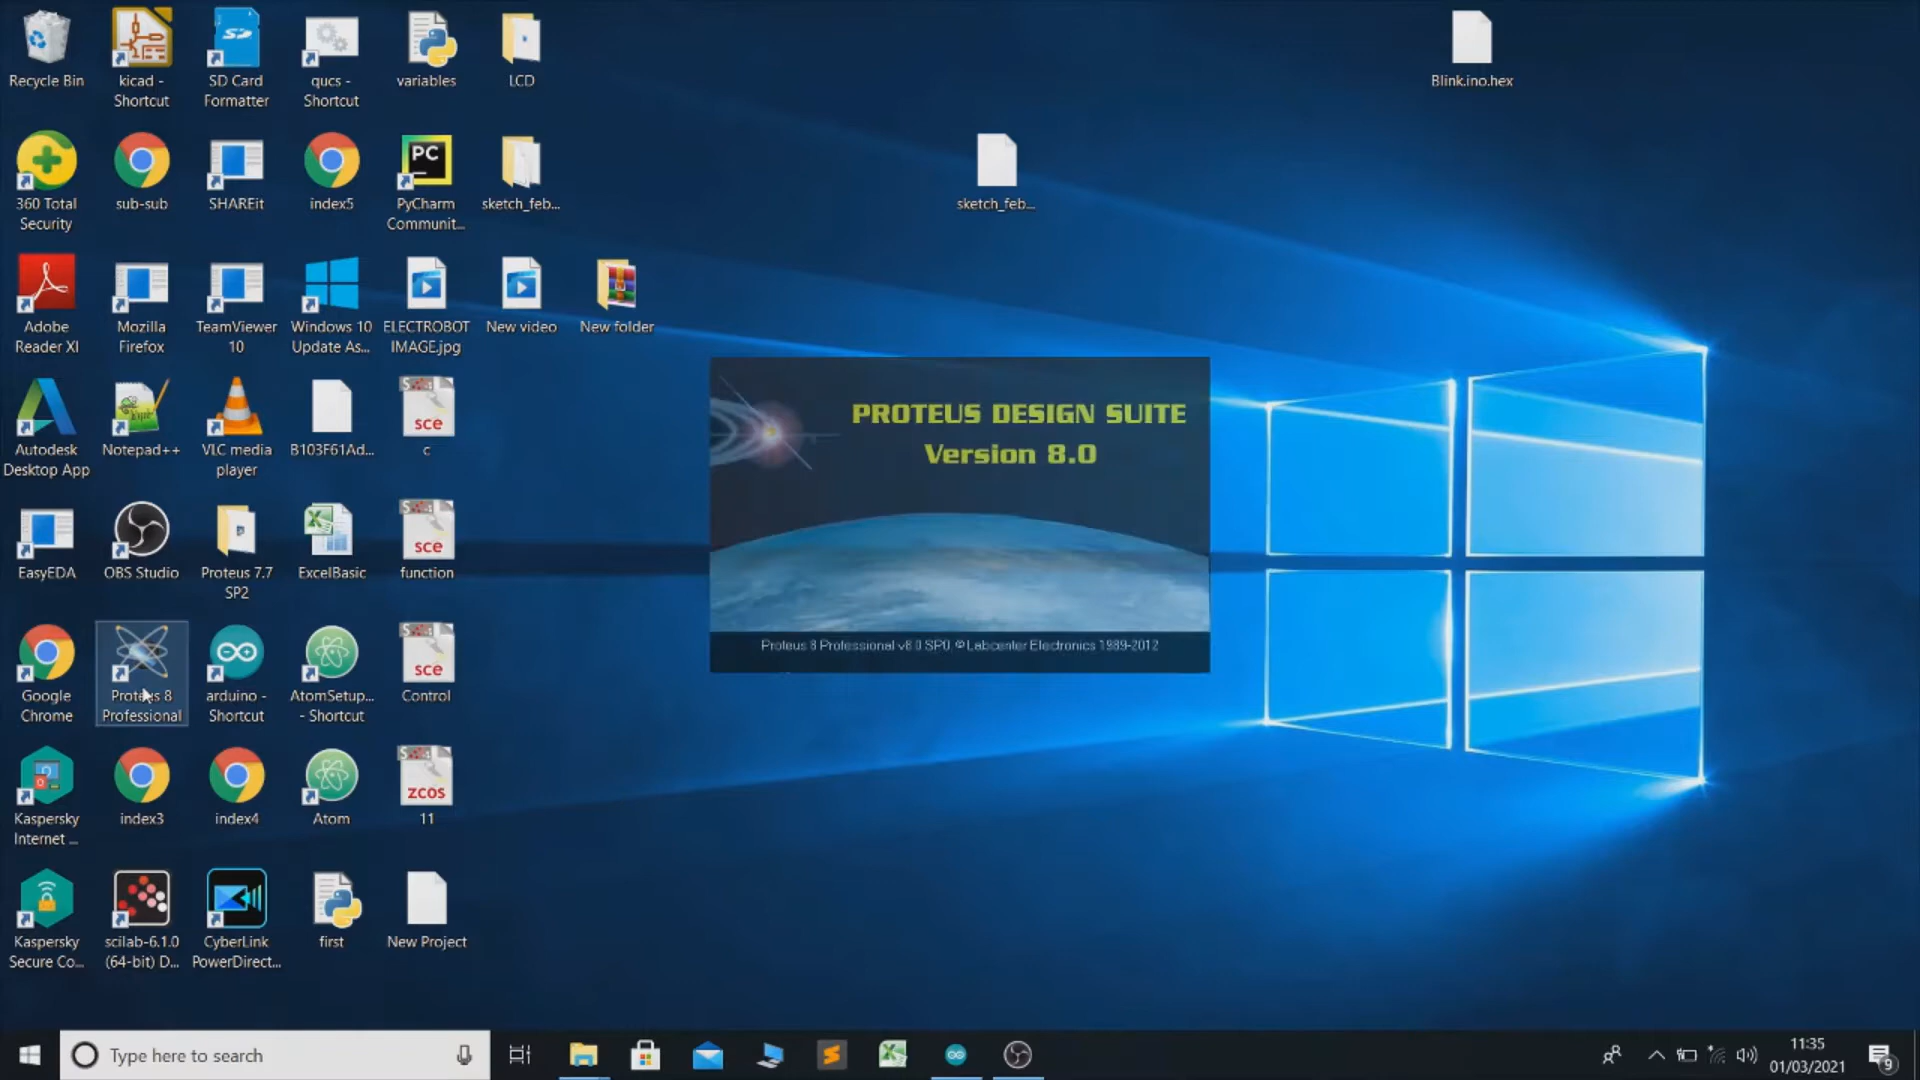 Recycle Bin
kicad -
Shortcut
SD
SD Card
Formatter
qucs -
Shortcut
variables
LCD
Blink.ino.hex
360 Total
Security
sub-sub
SHAREit
index5
PC
PyCharm
Communit...
sketch_feb...
sketch_feb...
Adobe
Reader XI
Mozilla
Firefox
TeamViewer
10
Windows 10
Update As...
ELECTROBOT
IMAGE.jpg
New video
New folder
Autodesk
Desktop App
Notepad++
VLC media
player
B103F61Ad...
sce
c
PROTEUS DESIGN SUITE
Version 8.0
Proteus 8 Professional v8.0 SP0, © Labcenter Electronics 1989-2012
EasyEDA
OBS Studio
Proteus 7.7
SP2
ExcelBasic
sce
function
Google
Chrome
Proteus 8
Professional
arduino -
Shortcut
AtomSetup...
- Shortcut
sce
Control
Kaspersky
Internet ...
index3
index4
Atom
zcos
11
Kaspersky
Secure Co...
scilab-6.1.0
(64-bit) D...
CyberLink
PowerDirect...
first
New Project
Type here to search
11:35
01/03/2021
9